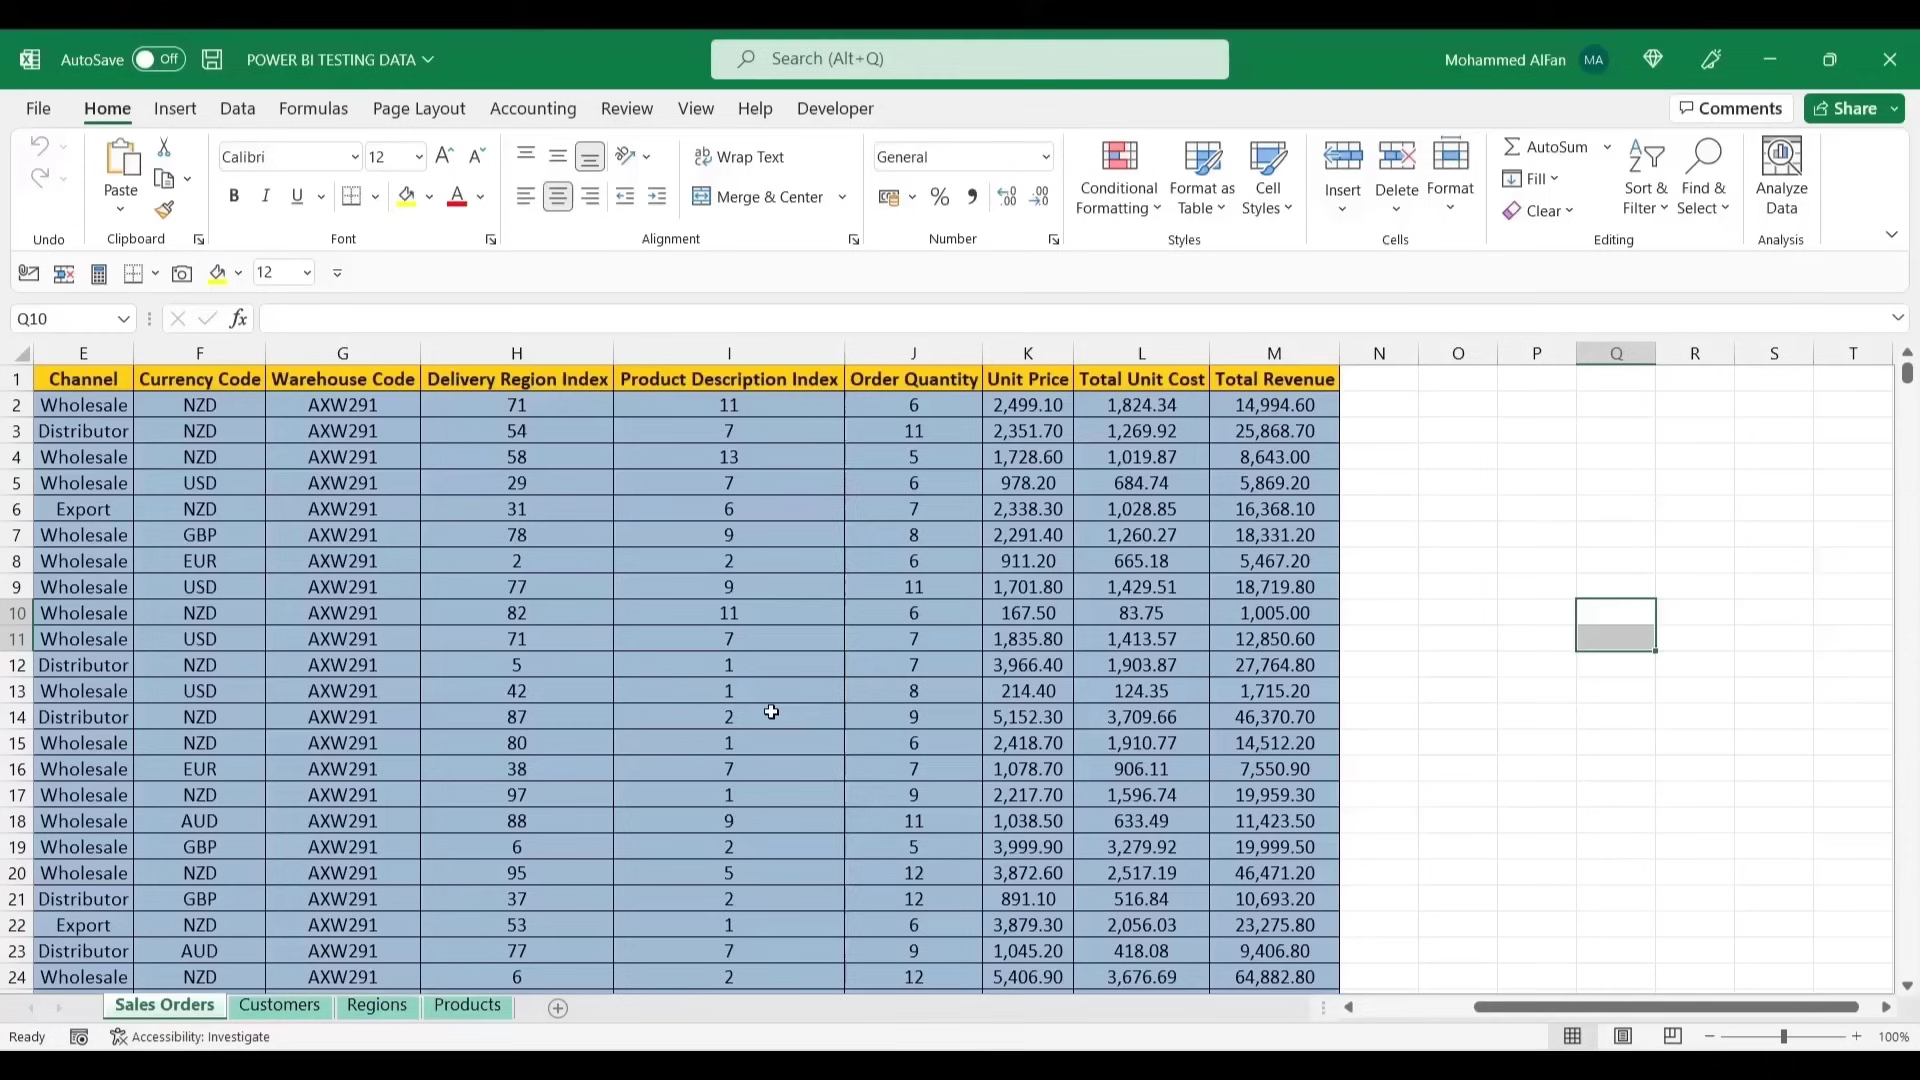 AutoSave Off POWER BI TESTING DATA Search (Alt+Q) Mohammed AlFan MA
File Home Insert Data Formulas Page Layout Accounting Review View Help Developer Comments Share
Calibri 12 Wrap Text General AutoSum
Paste Conditional Formatting Format as Table Cell Styles Insert Delete Format Fill Sort & Filter Find & Select Analyze Data
B I U Merge & Center % Clear
Undo Clipboard Font Alignment Number Styles Cells Editing Analysis
12
Q10 fx
E F G H I J K L M N O P Q R S T
1 Channel Currency Code Warehouse Code Delivery Region Index Product Description Index Order Quantity Unit Price Total Unit Cost Total Revenue
2 Wholesale NZD AXW291 71 11 6 2,499.10 1,824.34 14,994.60
3 Distributor NZD AXW291 54 7 11 2,351.70 1,269.92 25,868.70
4 Wholesale NZD AXW291 58 13 5 1,728.60 1,019.87 8,643.00
5 Wholesale USD AXW291 29 7 6 978.20 684.74 5,869.20
6 Export NZD AXW291 31 6 7 2,338.30 1,028.85 16,368.10
7 Wholesale GBP AXW291 78 9 8 2,291.40 1,260.27 18,331.20
8 Wholesale EUR AXW291 2 2 6 911.20 665.18 5,467.20
9 Wholesale USD AXW291 77 9 11 1,701.80 1,429.51 18,719.80
10 Wholesale NZD AXW291 82 11 6 167.50 83.75 1,005.00
11 Wholesale USD AXW291 71 7 7 1,835.80 1,413.57 12,850.60
12 Distributor NZD AXW291 5 1 7 3,966.40 1,903.87 27,764.80
13 Wholesale USD AXW291 42 1 8 214.40 124.35 1,715.20
14 Distributor NZD AXW291 87 2 9 5,152.30 3,709.66 46,370.70
15 Wholesale NZD AXW291 80 1 6 2,418.70 1,910.77 14,512.20
16 Wholesale EUR AXW291 38 7 7 1,078.70 906.11 7,550.90
17 Wholesale NZD AXW291 97 1 9 2,217.70 1,596.74 19,959.30
18 Wholesale AUD AXW291 88 9 11 1,038.50 633.49 11,423.50
19 Wholesale GBP AXW291 6 2 5 3,999.90 3,279.92 19,999.50
20 Wholesale NZD AXW291 95 5 12 3,872.60 2,517.19 46,471.20
21 Distributor GBP AXW291 37 2 12 891.10 516.84 10,693.20
22 Export NZD AXW291 53 1 6 3,879.30 2,056.03 23,275.80
23 Distributor AUD AXW291 77 7 9 1,045.20 418.08 9,406.80
24 Wholesale NZD AXW291 6 2 12 5,406.90 3,676.69 64,882.80
Sales Orders Customers Regions Products
Ready Accessibility: Investigate 100%